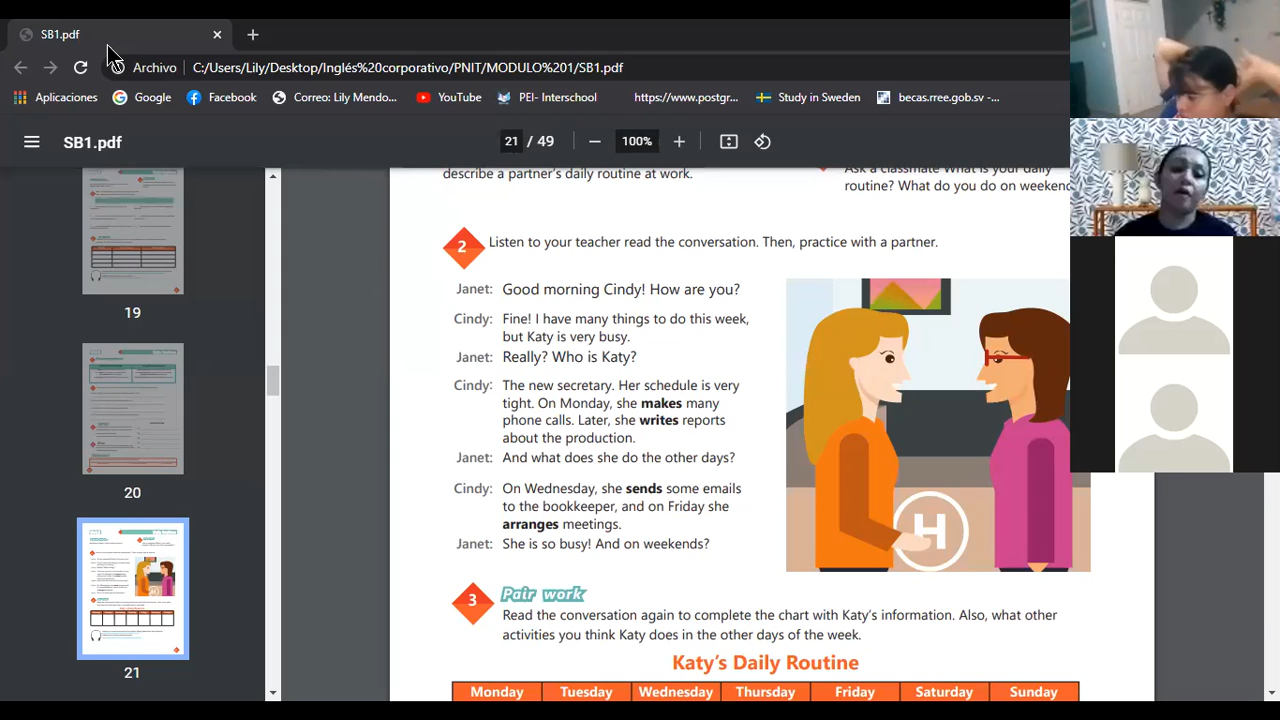 SB1.pdf
Archivo
C:/Users/Lily/Desktop/Inglés%20corporativo/PNIT/MODULO%201/SB1.pdf
Aplicaciones
Google
Facebook
Correo: Lily Mendo...
YouTube
PEI- Interschool
https://www.postgr...
Study in Sweden
becas.rree.gob.sv -...
SB1.pdf
21 / 49
100%
19
20
21
describe a partner's daily routine at work.
Ask a classmate What is your daily
routine? What do you do on weekend
2
Listen to your teacher read the conversation. Then, practice with a partner.
Janet: Good morning Cindy! How are you?
Cindy: Fine! I have many things to do this week,
but Katy is very busy.
Janet: Really? Who is Katy?
Cindy: The new secretary. Her schedule is very
tight. On Monday, she makes many
phone calls. Later, she writes reports
about the production.
Janet: And what does she do the other days?
Cindy: On Wednesday, she sends some emails
to the bookkeeper, and on Friday she
arranges meetings.
Janet: She is so busy! And on weekends?
H
3
Pair work
Read the conversation again to complete the chart with Katy's information. Also, what other
activities you think Katy does in the other days of the week.
Katy's Daily Routine
Monday Tuesday Wednesday Thursday Friday Saturday Sunday